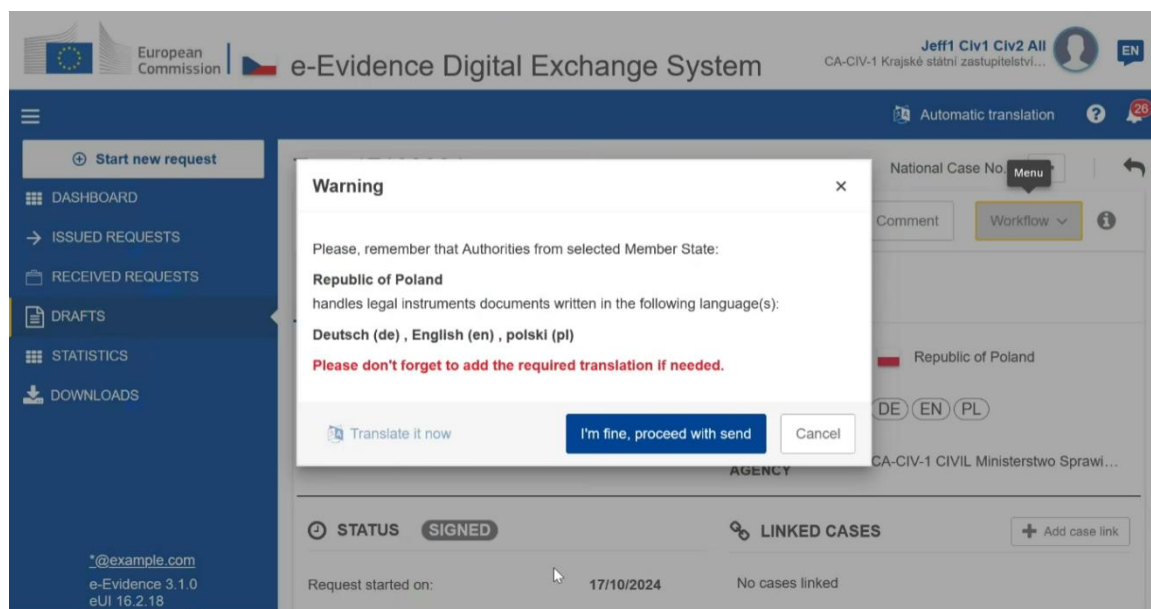 European
Commission
e-Evidence Digital Exchange System
Jeff1 Civ1 Civ2 All
CA-CIV-1 Krajské státní zastupitelství...
EN
Automatic translation
26
Start new request
DASHBOARD
ISSUED REQUESTS
RECEIVED REQUESTS
DRAFTS
STATISTICS
DOWNLOADS
*@example.com
e-Evidence 3.1.0
eUI 16.2.18
National Case No.
Menu
Comment
Workflow
Warning
Please, remember that Authorities from selected Member State:
Republic of Poland
handles legal instruments documents written in the following language(s):
Deutsch (de) , English (en) , polski (pl)
Please don't forget to add the required translation if needed.
Translate it now
I'm fine, proceed with send
Cancel
Republic of Poland
DE EN PL
AGENCY
CA-CIV-1 CIVIL Ministerstwo Sprawi...
STATUS SIGNED
LINKED CASES
Add case link
Request started on: 17/10/2024
No cases linked